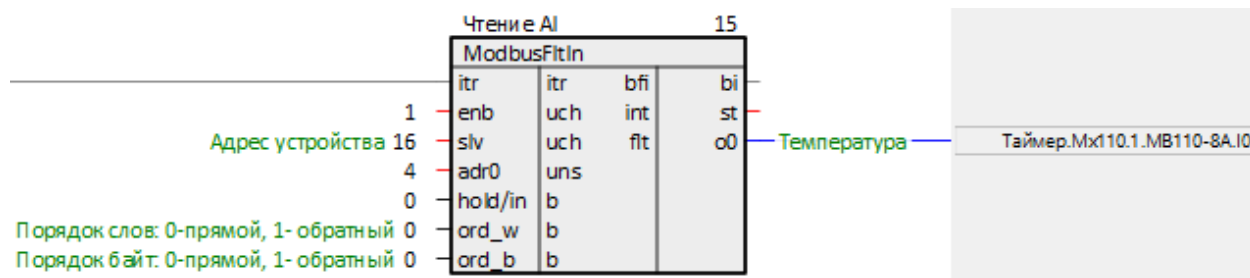 Чтение AI 15
ModbusFltIn
itr itr bfi bi
1 enb uch int st
Адрес устройства 16 slv uch flt o0 Температура Таймер.Mx110.1.MB110-8A.I0
4 adr0 uns
0 hold/in b
Порядок слов: 0-прямой, 1- обратный 0 ord_w b
Порядок байт: 0-прямой, 1- обратный 0 ord_b b